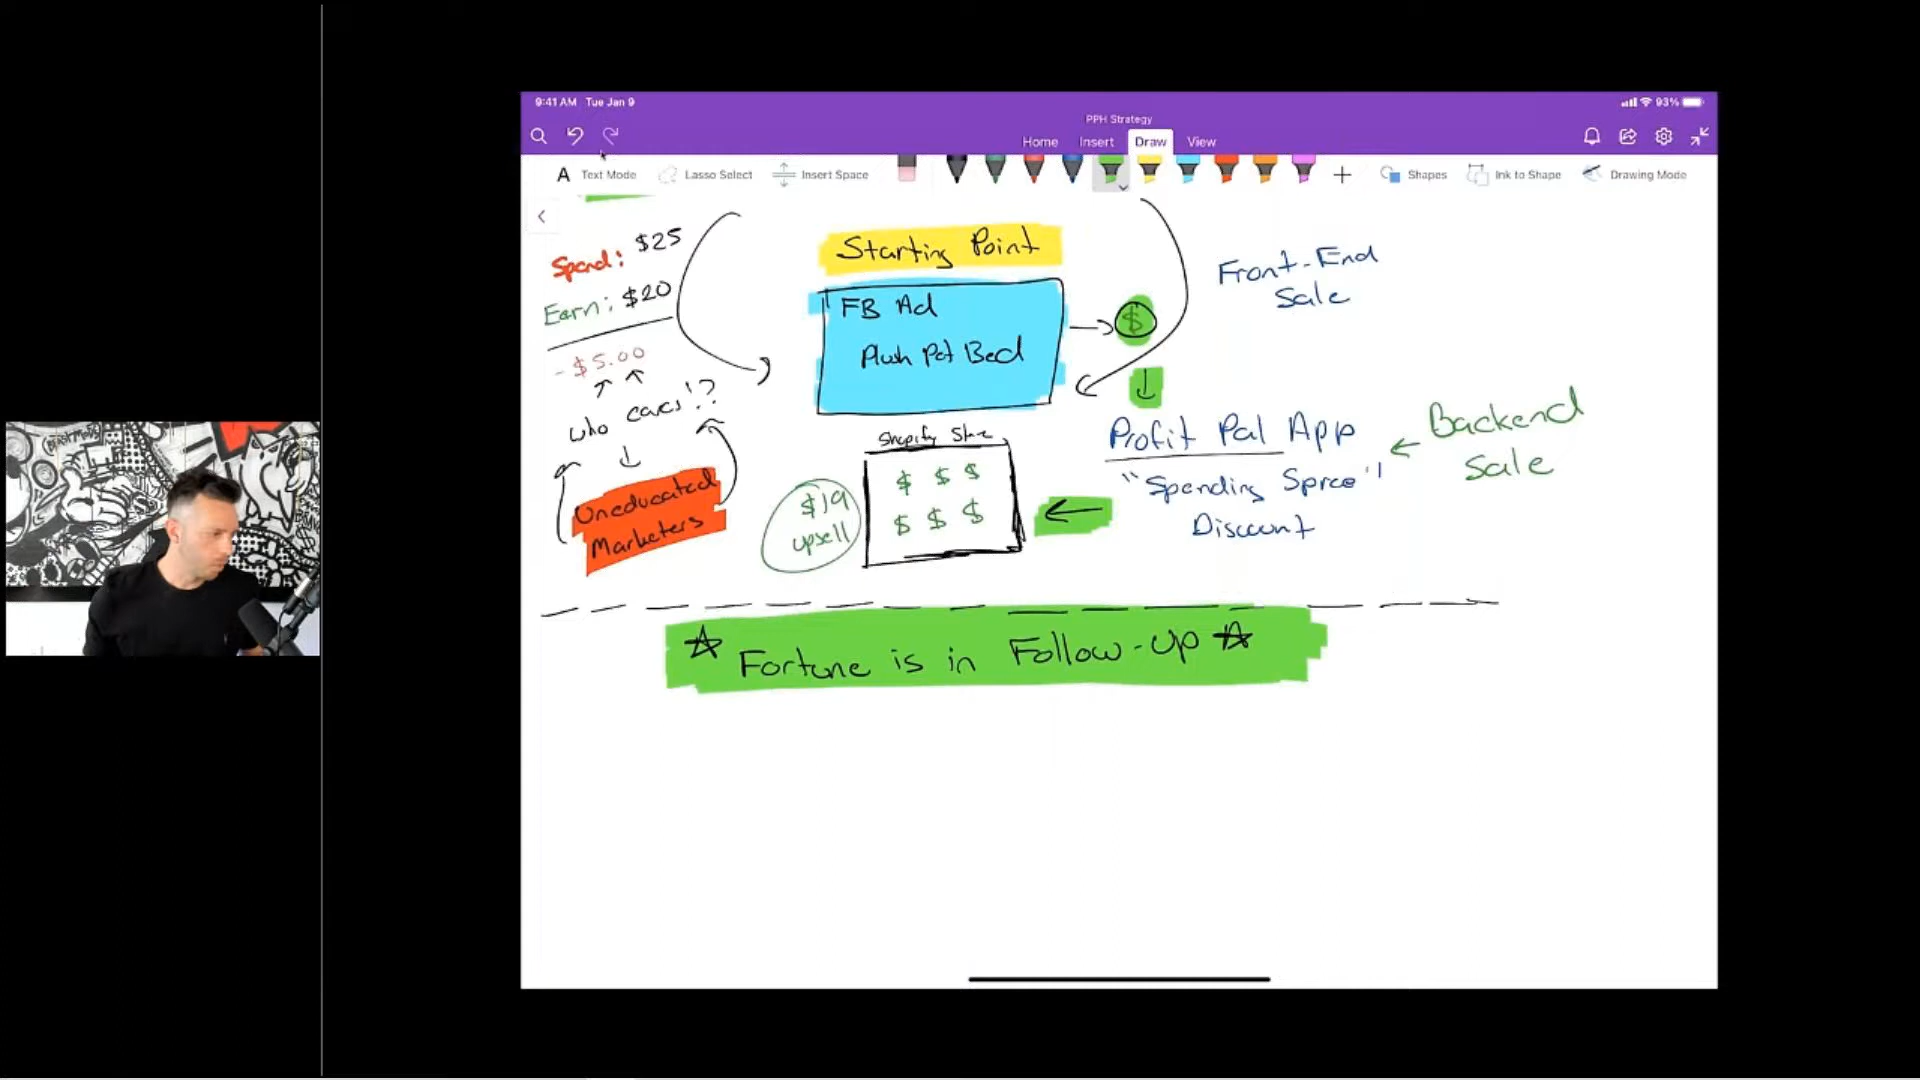 9:41 AM Tue Jan 9
93%
PPH Strategy
Home Insert Draw View
A Text Mode Lasso Select Insert Space Shapes Ink to Shape Drawing Mode
Starting Point
Spend: $25
Earn: $20
-$5.00
who cares!?
Uneducated
Marketers
FB Ad
Plush Pet Bed
$
Front-End
Sale
Shopify Store
$ $ $
$ $ $
$19
upsell
Profit Pal App
"Spending Spree"
Discount
Backend
Sale
Fortune is in Follow-up